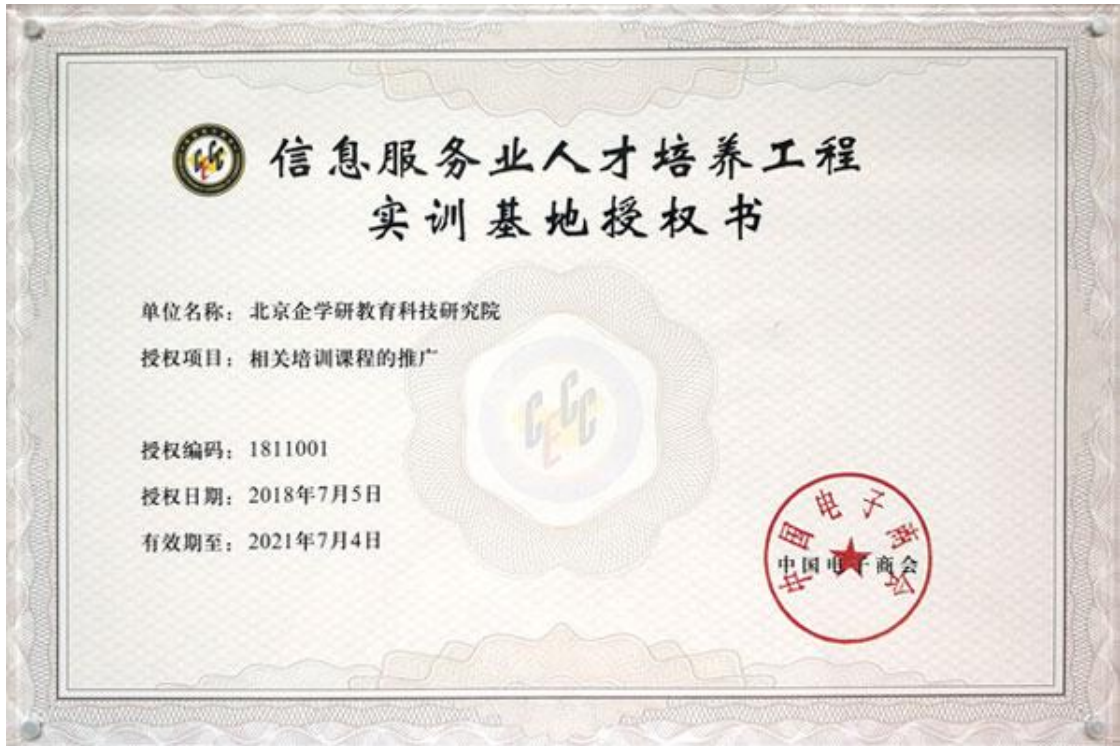 信息服务业人才培养工程
实训基地授权书
单位名称：北京企学研教育科技研究院
授权项目：相关培训课程的推广
CECC
授权编码：1811001
授权日期：2018年7月5日
有效期至：2021年7月4日
中国电子商会
中国电子商会